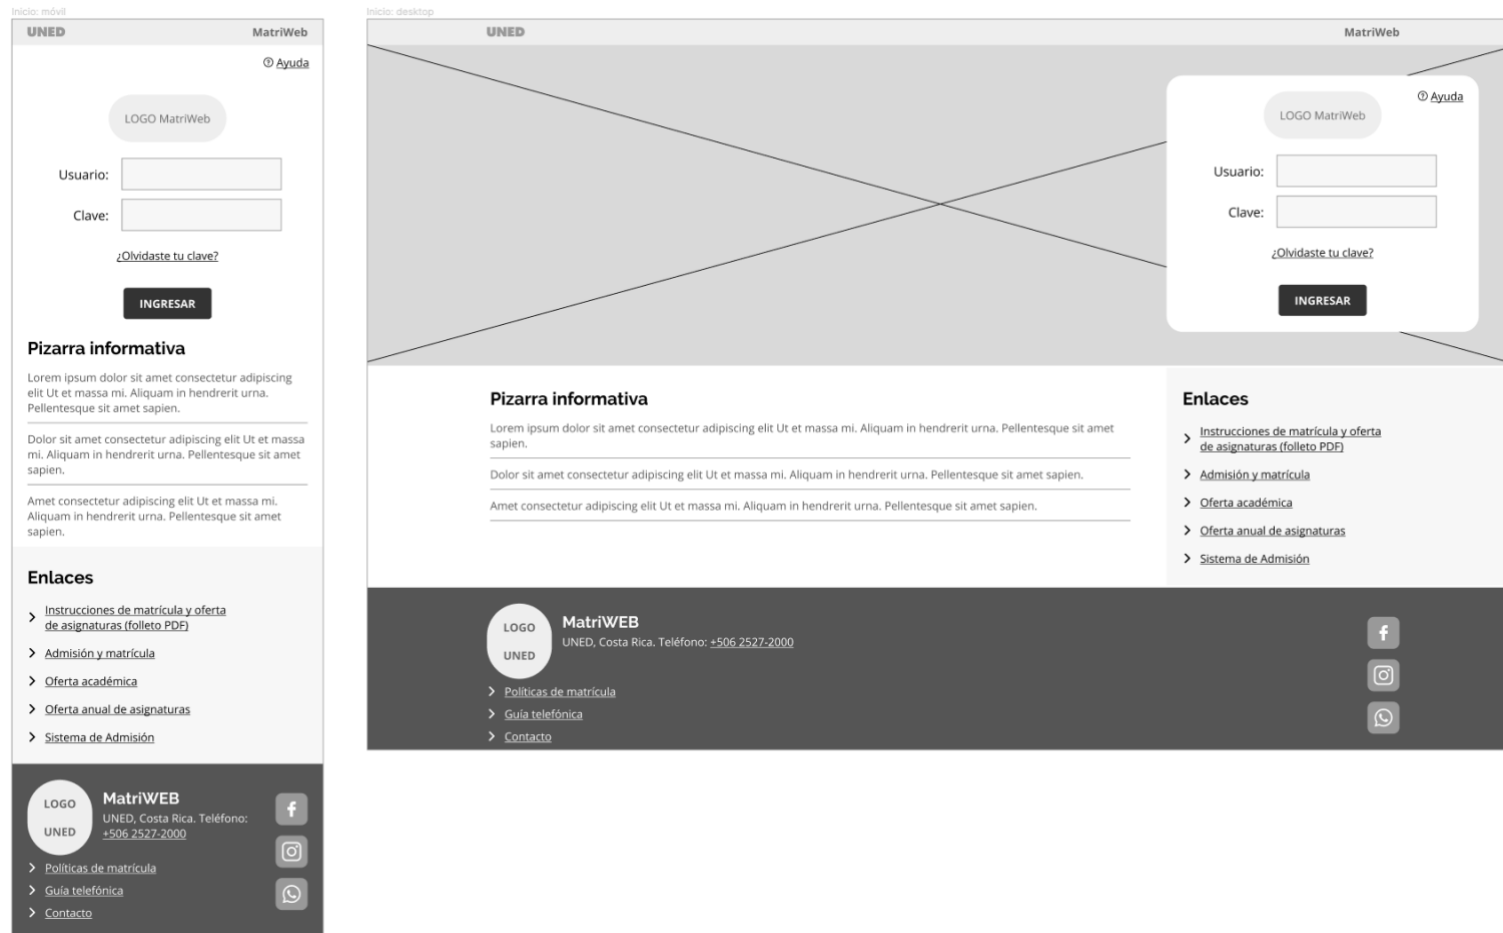 Inicio: móvil
UNED
MatriWeb
Ayuda
LOGO MatriWeb
Usuario:
Clave:
¿Olvidaste tu clave?
INGRESAR
Pizarra informativa
Lorem ipsum dolor sit amet consectetur adipiscing
elit Ut et massa mi. Aliquam in hendrerit urna.
Pellentesque sit amet sapien.
Dolor sit amet consectetur adipiscing elit Ut et massa
mi. Aliquam in hendrerit urna. Pellentesque sit amet
sapien.
Amet consectetur adipiscing elit Ut et massa mi.
Aliquam in hendrerit urna. Pellentesque sit amet
sapien.
Enlaces
Instrucciones de matrícula y oferta
de asignaturas (folleto PDF)
Admisión y matrícula
Oferta académica
Oferta anual de asignaturas
Sistema de Admisión
LOGO
UNED
MatriWEB
UNED, Costa Rica. Teléfono:
+506 2527-2000
Políticas de matrícula
Guía telefónica
Contacto
Inicio: desktop
UNED
MatriWeb
Ayuda
LOGO MatriWeb
Usuario:
Clave:
¿Olvidaste tu clave?
INGRESAR
Pizarra informativa
Lorem ipsum dolor sit amet consectetur adipiscing elit Ut et massa mi. Aliquam in hendrerit urna. Pellentesque sit amet
sapien.
Dolor sit amet consectetur adipiscing elit Ut et massa mi. Aliquam in hendrerit urna. Pellentesque sit amet sapien.
Amet consectetur adipiscing elit Ut et massa mi. Aliquam in hendrerit urna. Pellentesque sit amet sapien.
Enlaces
Instrucciones de matrícula y oferta
de asignaturas (folleto PDF)
Admisión y matrícula
Oferta académica
Oferta anual de asignaturas
Sistema de Admisión
LOGO
UNED
MatriWEB
UNED, Costa Rica. Teléfono: +506 2527-2000
Políticas de matrícula
Guía telefónica
Contacto